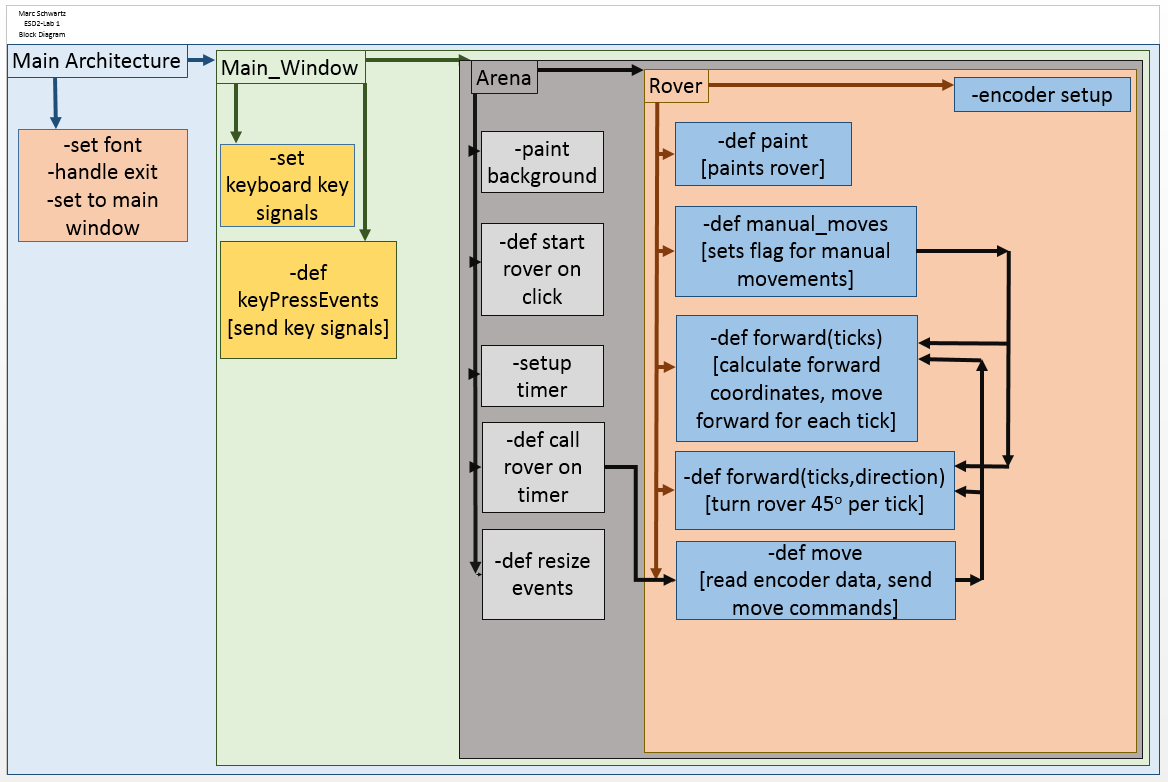 Marc Schwartz
ESD2-Lab 1
Block Diagram
Main Architecture
-set font
-handle exit
-set to main
window
Main_Window
-set
keyboard key
signals
-def
keyPressEvents
[send key signals]
Arena
-paint
background
-def start
rover on
click
-setup
timer
-def call
rover on
timer
-def resize
events
Rover
-encoder setup
-def paint
[paints rover]
-def manual_moves
[sets flag for manual
movements]
-def forward(ticks)
[calculate forward
coordinates, move
forward for each tick]
-def forward(ticks,direction)
[turn rover 45° per tick]
-def move
[read encoder data, send
move commands]